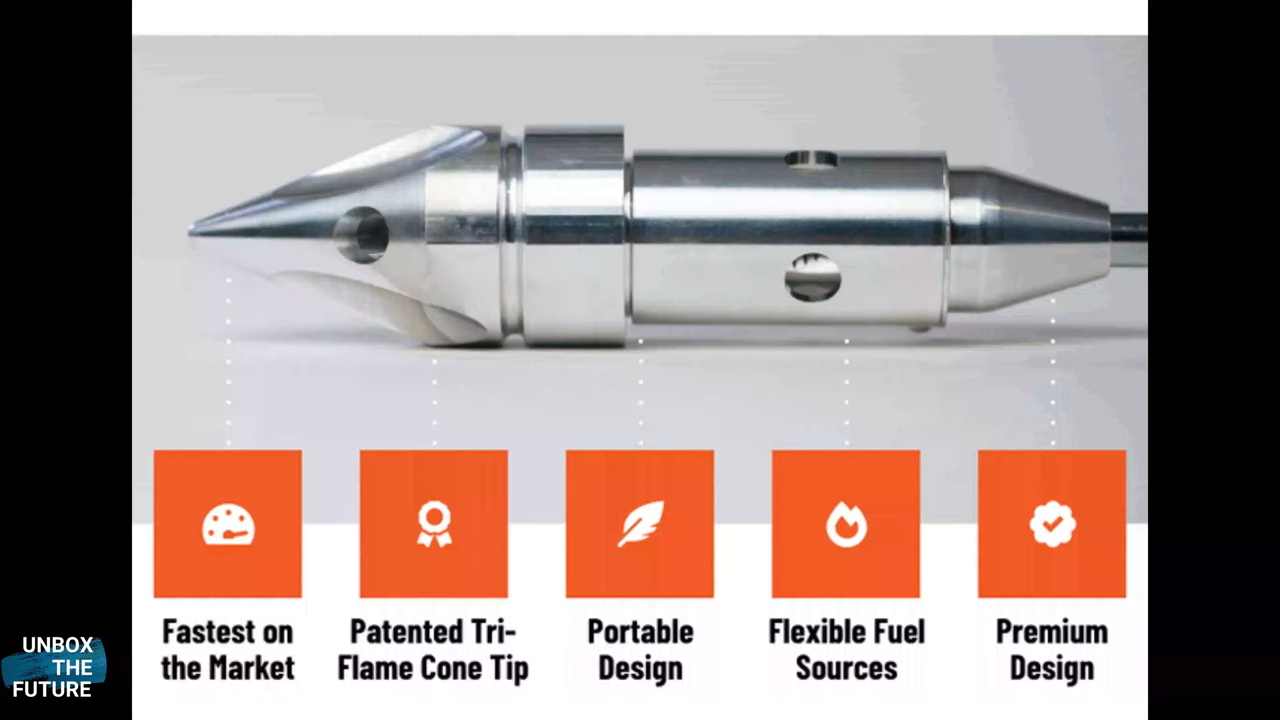 Fastest on
the Market
Patented Tri-
Flame Cone Tip
Portable
Design
Flexible Fuel
Sources
Premium
Design
UNBOX
THE
FUTURE